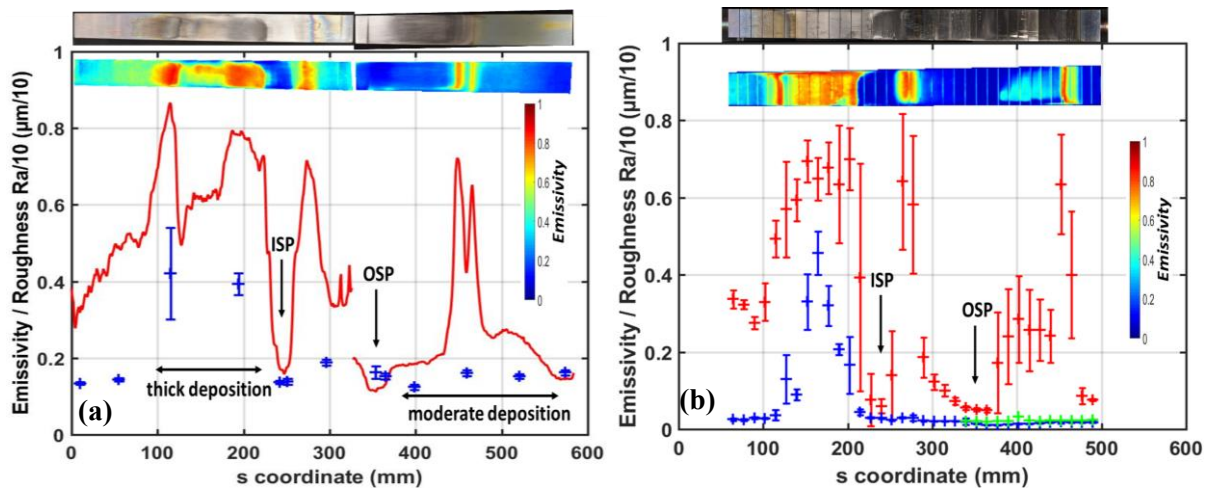 1
0.8
0.6
0.4
0.2
0
Emissivity / Roughness Ra/10 (µm/10)
0 100 200 300 400 500 600
s coordinate (mm)
ISP
OSP
thick deposition
moderate deposition
(a)
1
0.8
0.6
0.4
0.2
0
Emissivity
1
0.8
0.6
0.4
0.2
0
Emissivity / Roughness Ra/10 (µm/10)
0 100 200 300 400 500 600
s coordinate (mm)
ISP
OSP
(b)
1
0.8
0.6
0.4
0.2
0
Emissivity